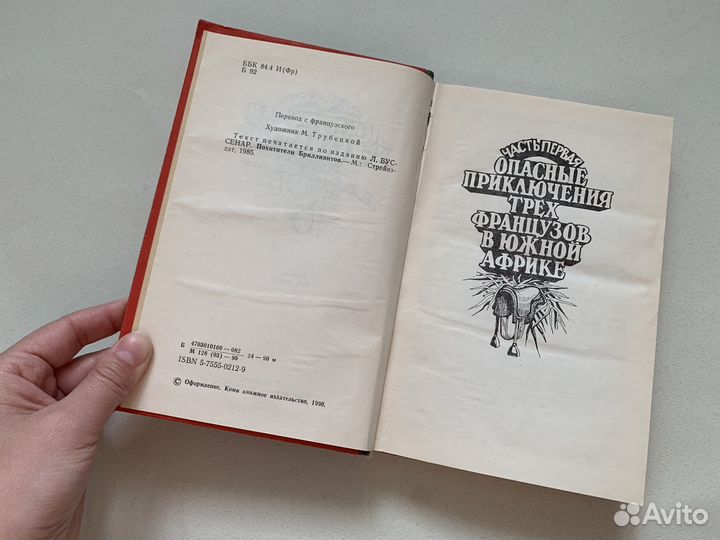 ББК 84.4 И(Фр)
Б 92
Перевод с французского
Художник М. Трубецкой
Текст печатается по изданию Л. БУС-
СЕНАР. Похитители Бриллиантов.— М.: Стройиз-
дат, 1985.
Б 4703010100—082 24—90 м
М 128 (03)—90
ISBN 5-7555-0212-9
© Оформление. Коми книжное издательство, 1990.
ЧАСТЬ ПЕРВАЯ
ОПАСНЫЕ
ПРИКЛЮЧЕНИЯ
ТРЕХ
ФРАНЦУЗОВ
В ЮЖНОЙ
АФРИКЕ
Avito